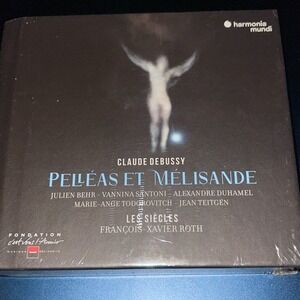 harmonia
mundi
CLAUDE DEBUSSY
PELLÉAS ET MÉLISANDE
JULIEN BEHR – VANNINA SANTONI – ALEXANDRE DUHAMEL
MARIE-ANGE TODOROVITCH – JEAN TEITGEN
LES SIÈCLES
FRANÇOIS-XAVIER ROTH
FONDATION